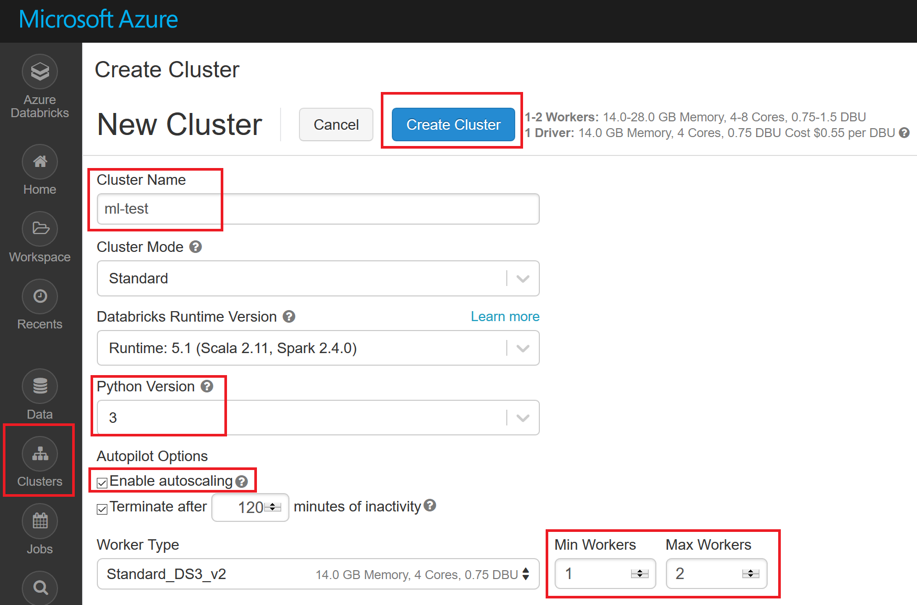 Microsoft Azure
Azure
Databricks
Home
Workspace
Recents
Data
Clusters
Jobs
Create Cluster
New Cluster
Cancel
Create Cluster
1-2 Workers: 14.0-28.0 GB Memory, 4-8 Cores, 0.75-1.5 DBU
1 Driver: 14.0 GB Memory, 4 Cores, 0.75 DBU Cost $0.55 per DBU ?
Cluster Name
ml-test
Cluster Mode ?
Standard
Databricks Runtime Version ? Learn more
Runtime: 5.1 (Scala 2.11, Spark 2.4.0)
Python Version ?
3
Autopilot Options
Enable autoscaling ?
Terminate after 120 minutes of inactivity ?
Worker Type Min Workers Max Workers
Standard_DS3_v2 14.0 GB Memory, 4 Cores, 0.75 DBU 1 2